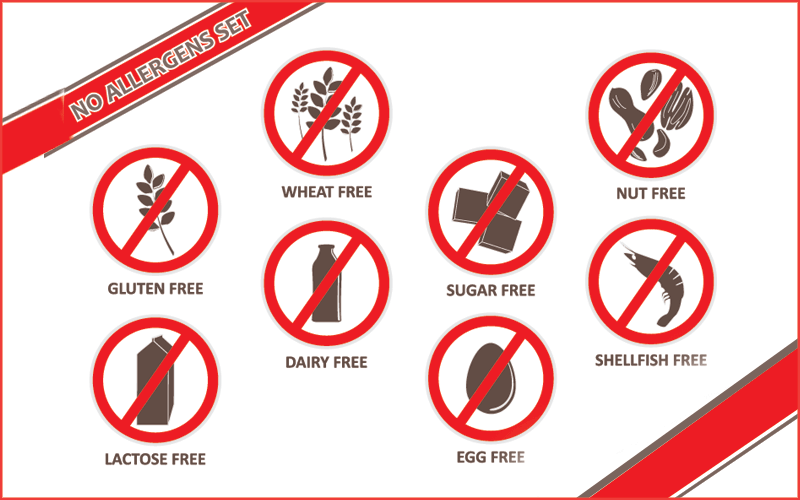 NO ALLERGENS SET
WHEAT FREE
NUT FREE
GLUTEN FREE
SUGAR FREE
DAIRY FREE
SHELLFISH FREE
LACTOSE FREE
EGG FREE